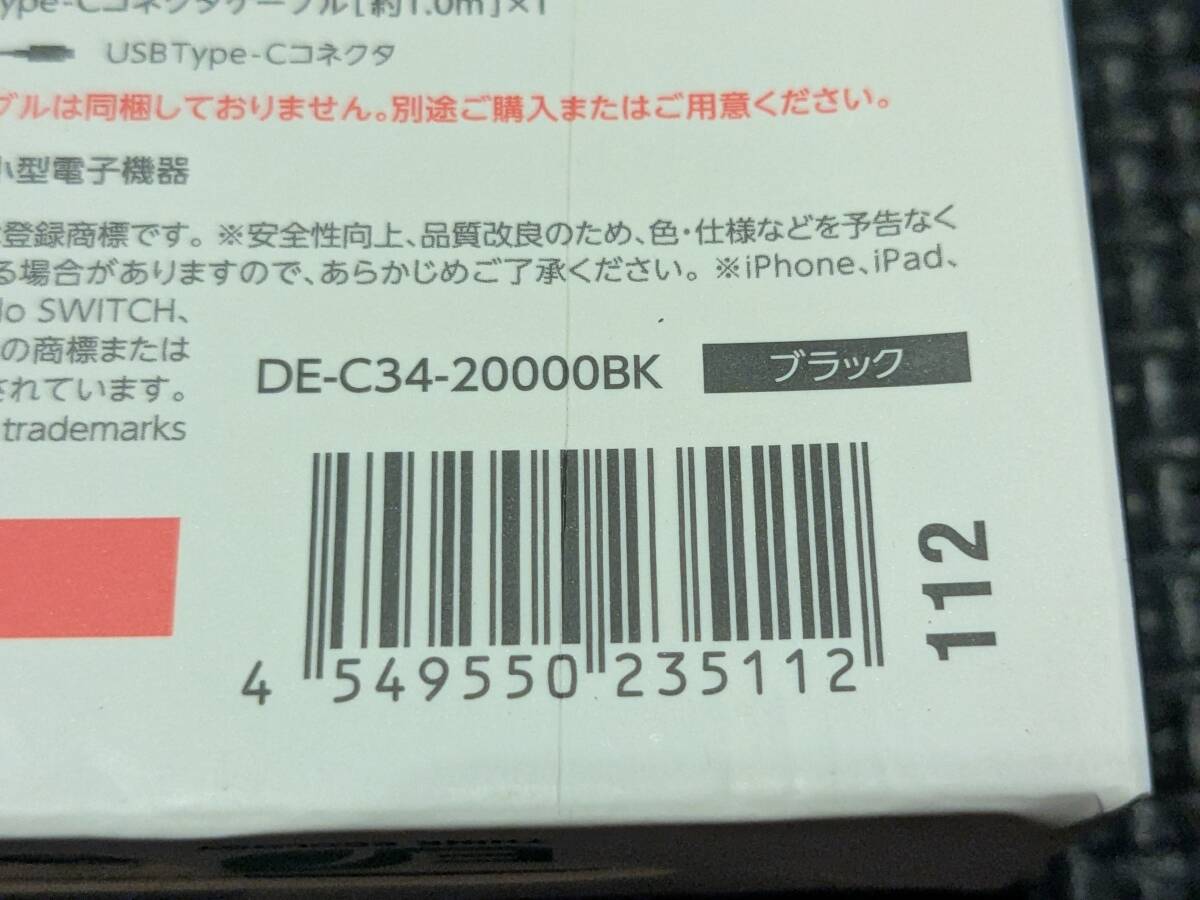 ype-Cコネクタケーブル[約1.0m]×1
USB Type-Cコネクタ
ブルは同梱しておりません。別途ご購入またはご用意ください。
小型電子機器
登録商標です。※安全性向上、品質改良のため、色・仕様などを予告なく
る場合がありますので、あらかじめご了承ください。※iPhone、iPad、
do SWITCH、
の商標または
されています。
trademarks
DE-C34-20000BK
ブラック
4 549550 235112
112